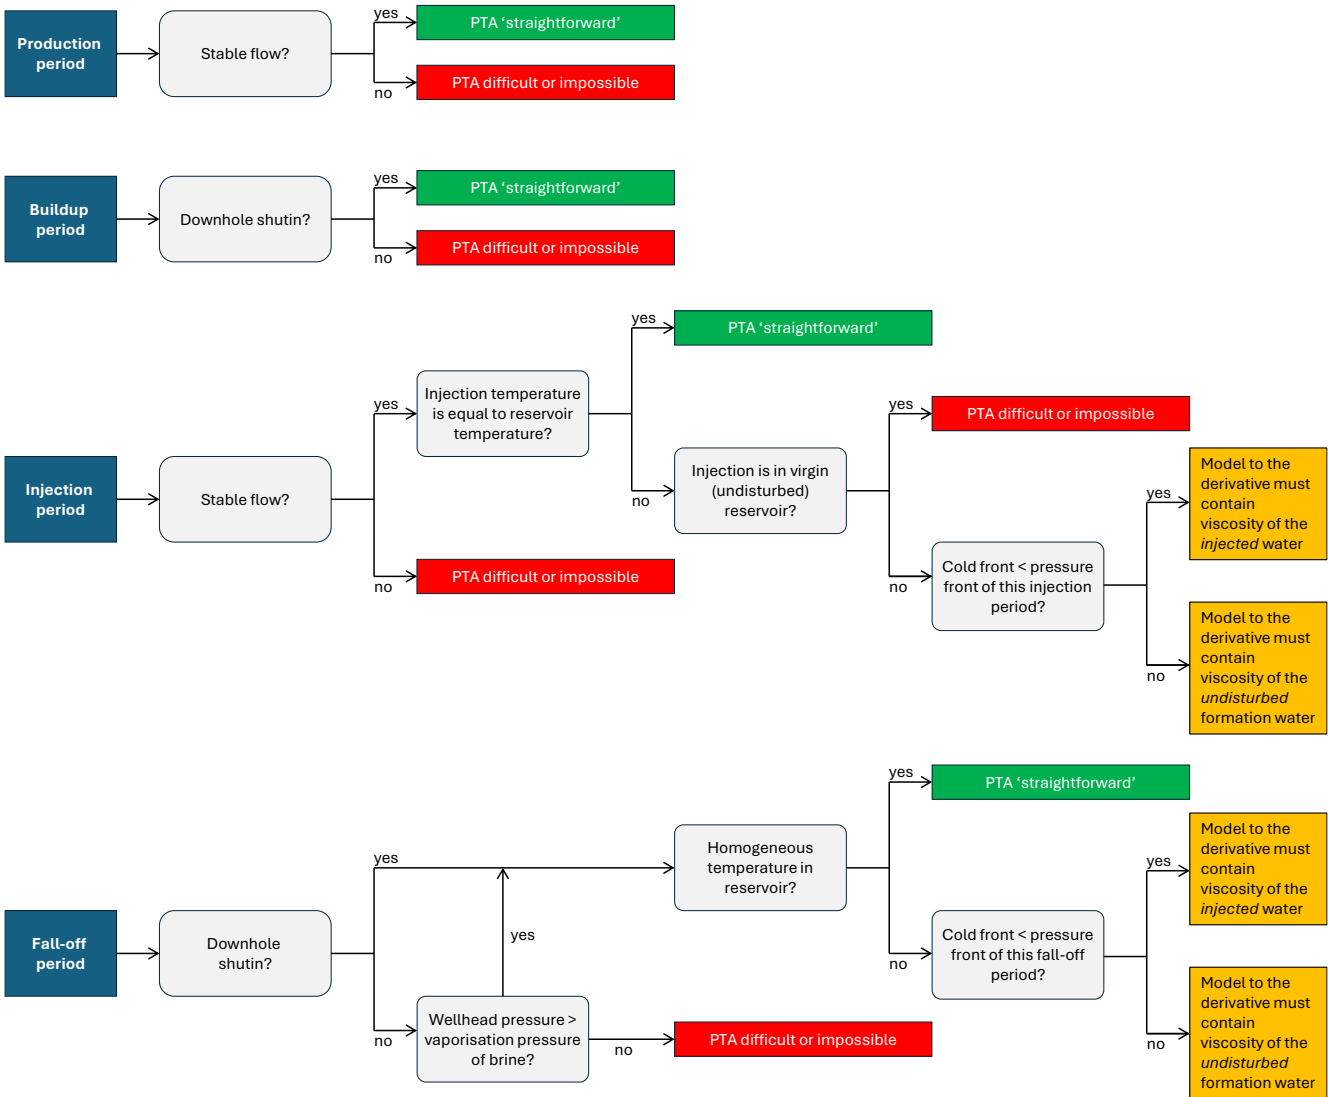 Production
period
Stable flow?
yes
PTA ‘straightforward’
no
PTA difficult or impossible
Buildup
period
Downhole shutin?
yes
PTA ‘straightforward’
no
PTA difficult or impossible
Injection
period
Stable flow?
yes
Injection temperature
is equal to reservoir
temperature?
yes
PTA ‘straightforward’
no
Injection is in virgin
(undisturbed)
reservoir?
yes
PTA difficult or impossible
no
Cold front < pressure
front of this injection
period?
yes
Model to the
derivative must
contain
viscosity of the
injected water
no
Model to the
derivative must
contain
viscosity of the
undisturbed
formation water
no
PTA difficult or impossible
Fall-off
period
Downhole
shutin?
yes
no
Wellhead pressure >
vaporisation pressure
of brine?
yes
no
PTA difficult or impossible
Homogeneous
temperature in
reservoir?
yes
PTA ‘straightforward’
no
Cold front < pressure
front of this fall-off
period?
yes
Model to the
derivative must
contain
viscosity of the
injected water
no
Model to the
derivative must
contain
viscosity of the
undisturbed
formation water